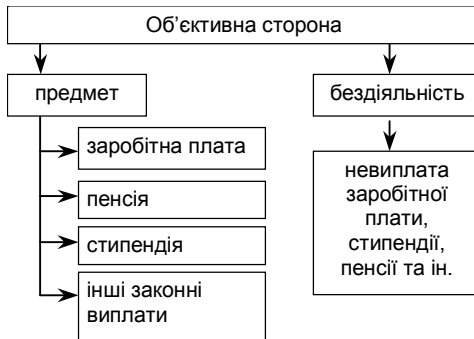 Об’єктивна сторона
предмет
заробітна плата
пенсія
стипендія
інші законні
виплати
бездіяльність
невиплата
заробітної
плати,
стипендії,
пенсії та ін.